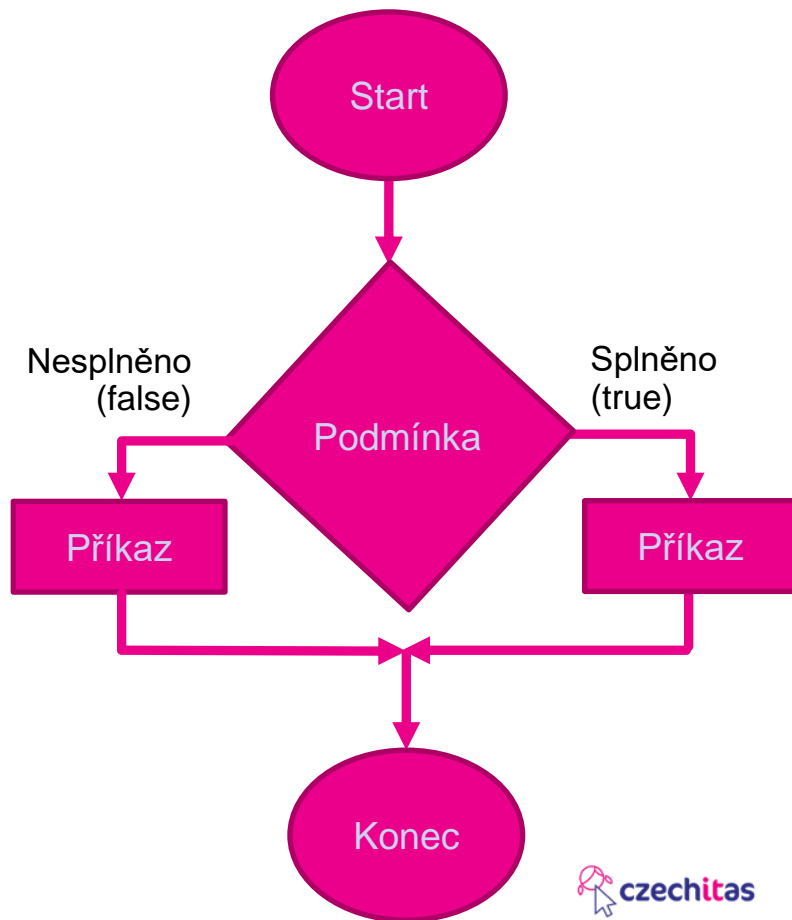 Start
Nesplněno
(false)
Splněno
(true)
Podmínka
Příkaz
Příkaz
Konec
czechitas